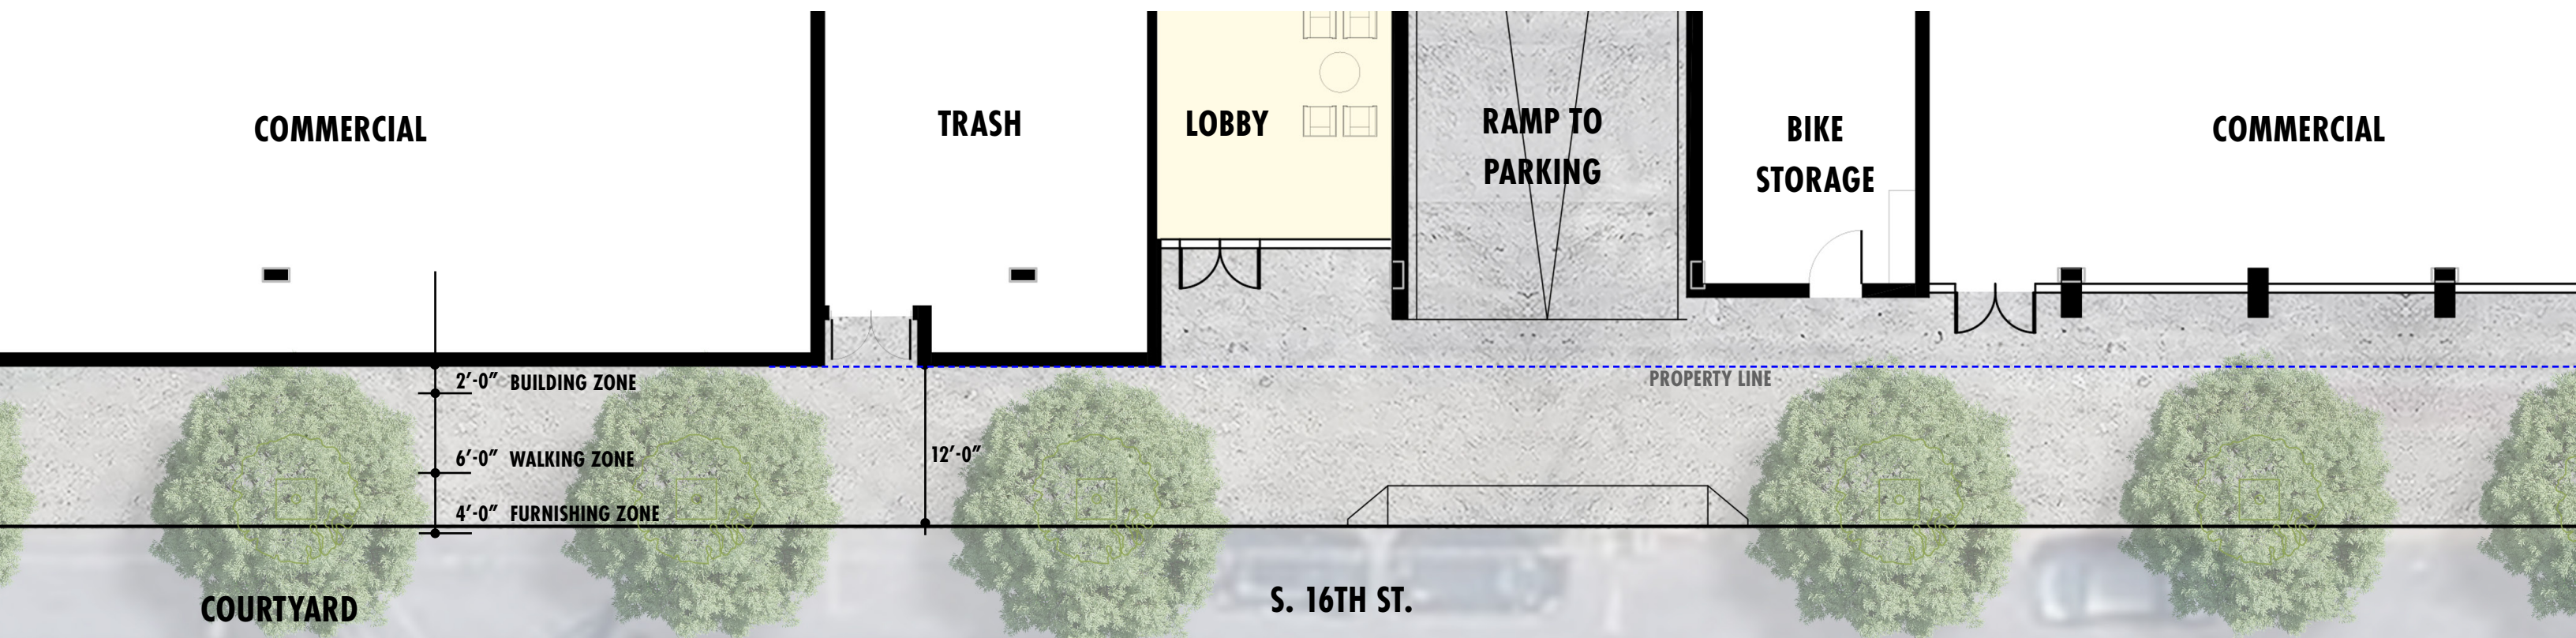 COMMERCIAL
TRASH
LOBBY
RAMP TO
PARKING
BIKE
STORAGE
COMMERCIAL
PROPERTY LINE
2'-0" BUILDING ZONE
6'-0" WALKING ZONE
12'-0"
4'-0" FURNISHING ZONE
COURTYARD
S. 16TH ST.